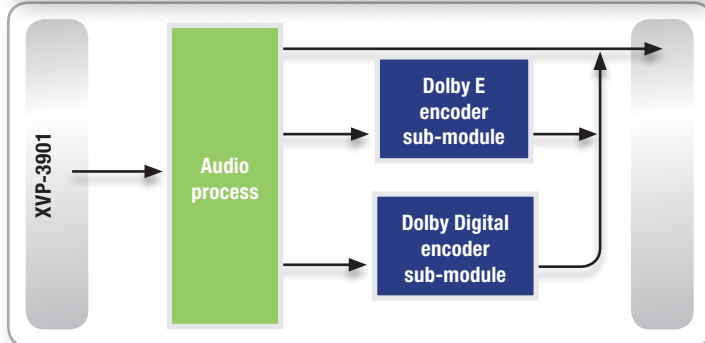 XVP-3901
Audio
process
Dolby E
encoder
sub-module
Dolby Digital
encoder
sub-module